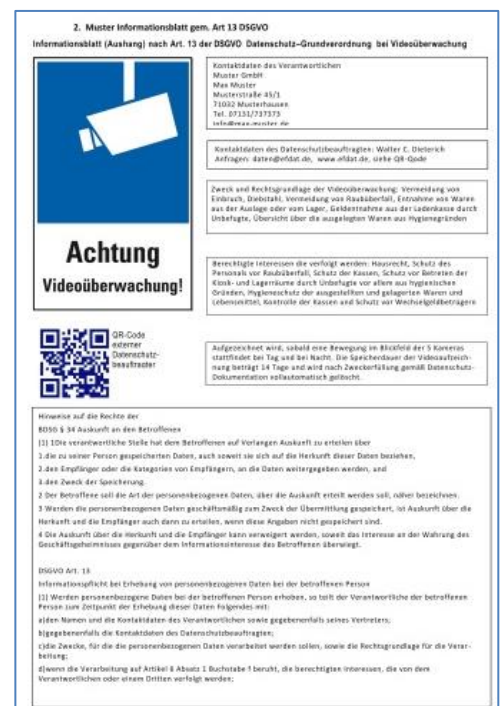 2. Muster Informationsblatt gem. Art 13 DSGVO
Informationsblatt (Aushang) nach Art. 13 der DSGVO Datenschutz-Grundverordnung bei Videoüberwachung
Achtung
Videoüberwachung!
QR-Code
externer
Datenschutz-
beauftragter
Kontaktdaten des Verantwortlichen
Muster GmbH
Max Muster
Musterstraße 45/1
71032 Musterhausen
Tel. 07131/737373
info@max-muster.de
Kontaktdaten des Datenschutzbeauftragten: Walter C. Dieterich
Anfragen: daten@efdat.de, www.efdat.de, siehe QR-Qode
Zweck und Rechtsgrundlage der Videoüberwachung: Vermeidung von
Einbruch, Diebstahl, Vermeidung von Raubüberfall, Entnahme von Waren
aus der Auslage oder vom Lager, Geldentnahme aus der Ladenkasse durch
Unbefugte, Übersicht über die ausgelegten Waren aus Hygienegründen
Berechtigte Interessen die verfolgt werden: Hausrecht, Schutz des
Personals vor Raubüberfall, Schutz der Kassen, Schutz vor Betreten der
Kiosk- und Lagerräume durch Unbefugte vor allem aus hygienischen
Gründen, Hygieneschutz der ausgestellten und gelagerten Waren und
Lebensmittel, Kontrolle der Kassen und Schutz vor Wechselgeldbetrügern
Aufgezeichnet wird, sobald eine Bewegung im Blickfeld der 5 Kameras
stattfindet bei Tag und bei Nacht. Die Speicherdauer der Videoaufzeich-
nung beträgt 14 Tage und wird nach Zweckerfüllung gemäß Datenschutz-
Dokumentation vollautomatisch gelöscht.
Hinweise auf die Rechte der
BDSG § 34 Auskunft an den Betroffenen
(1) 1Die verantwortliche Stelle hat dem Betroffenen auf Verlangen Auskunft zu erteilen über
1.die zu seiner Person gespeicherten Daten, auch soweit sie sich auf die Herkunft dieser Daten beziehen,
2.den Empfänger oder die Kategorien von Empfängern, an die Daten weitergegeben werden, und
3.den Zweck der Speicherung.
2 Der Betroffene soll die Art der personenbezogenen Daten, über die Auskunft erteilt werden soll, näher bezeichnen.
3 Werden die personenbezogenen Daten geschäftsmäßig zum Zweck der Übermittlung gespeichert, ist Auskunft über die
Herkunft und die Empfänger auch dann zu erteilen, wenn diese Angaben nicht gespeichert sind.
4 Die Auskunft über die Herkunft und die Empfänger kann verweigert werden, soweit das Interesse an der Wahrung des
Geschäftsgeheimnisses gegenüber dem Informationsinteresse des Betroffenen überwiegt.
DSGVO Art. 13
Informationspflicht bei Erhebung von personenbezogenen Daten bei der betroffenen Person
(1) Werden personenbezogene Daten bei der betroffenen Person erhoben, so teilt der Verantwortliche der betroffenen
Person zum Zeitpunkt der Erhebung dieser Daten Folgendes mit:
a)den Namen und die Kontaktdaten des Verantwortlichen sowie gegebenenfalls seines Vertreters;
b)gegebenenfalls die Kontaktdaten des Datenschutzbeauftragten;
c)die Zwecke, für die die personenbezogenen Daten verarbeitet werden sollen, sowie die Rechtsgrundlage für die Verar-
beitung;
d)wenn die Verarbeitung auf Artikel 6 Absatz 1 Buchstabe f beruht, die berechtigten Interessen, die von dem
Verantwortlichen oder einem Dritten verfolgt werden;